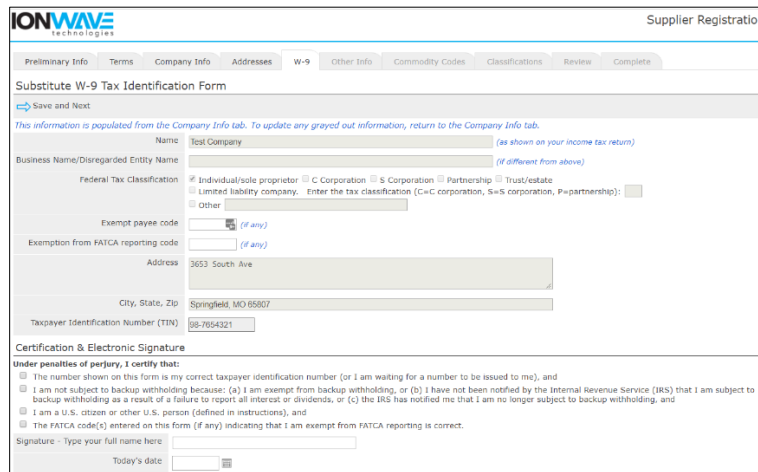 IONWAVE
technologies
Supplier Registratio
Preliminary Info Terms Company Info Addresses W-9 Other Info Commodity Codes Classifications Review Complete
Substitute W-9 Tax Identification Form
Save and Next
This information is populated from the Company Info tab. To update any grayed out information, return to the Company Info tab.
Name Test Company (as shown on your income tax return)
Business Name/Disregarded Entity Name (if different from above)
Federal Tax Classification Individual/sole proprietor C Corporation S Corporation Partnership Trust/estate
Limited liability company. Enter the tax classification (C=C corporation, S=S corporation, P=partnership):
Other
Exempt payee code (if any)
Exemption from FATCA reporting code (if any)
Address 3653 South Ave
City, State, Zip Springfield, MO 65807
Taxpayer Identification Number (TIN) 98-7654321
Certification & Electronic Signature
Under penalties of perjury, I certify that:
The number shown on this form is my correct taxpayer identification number (or I am waiting for a number to be issued to me), and
I am not subject to backup withholding because: (a) I am exempt from backup withholding, or (b) I have not been notified by the Internal Revenue Service (IRS) that I am subject to
backup withholding as a result of a failure to report all interest or dividends, or (c) the IRS has notified me that I am no longer subject to backup withholding, and
I am a U.S. citizen or other U.S. person (defined in instructions), and
The FATCA code(s) entered on this form (if any) indicating that I am exempt from FATCA reporting is correct.
Signature - Type your full name here
Today's date